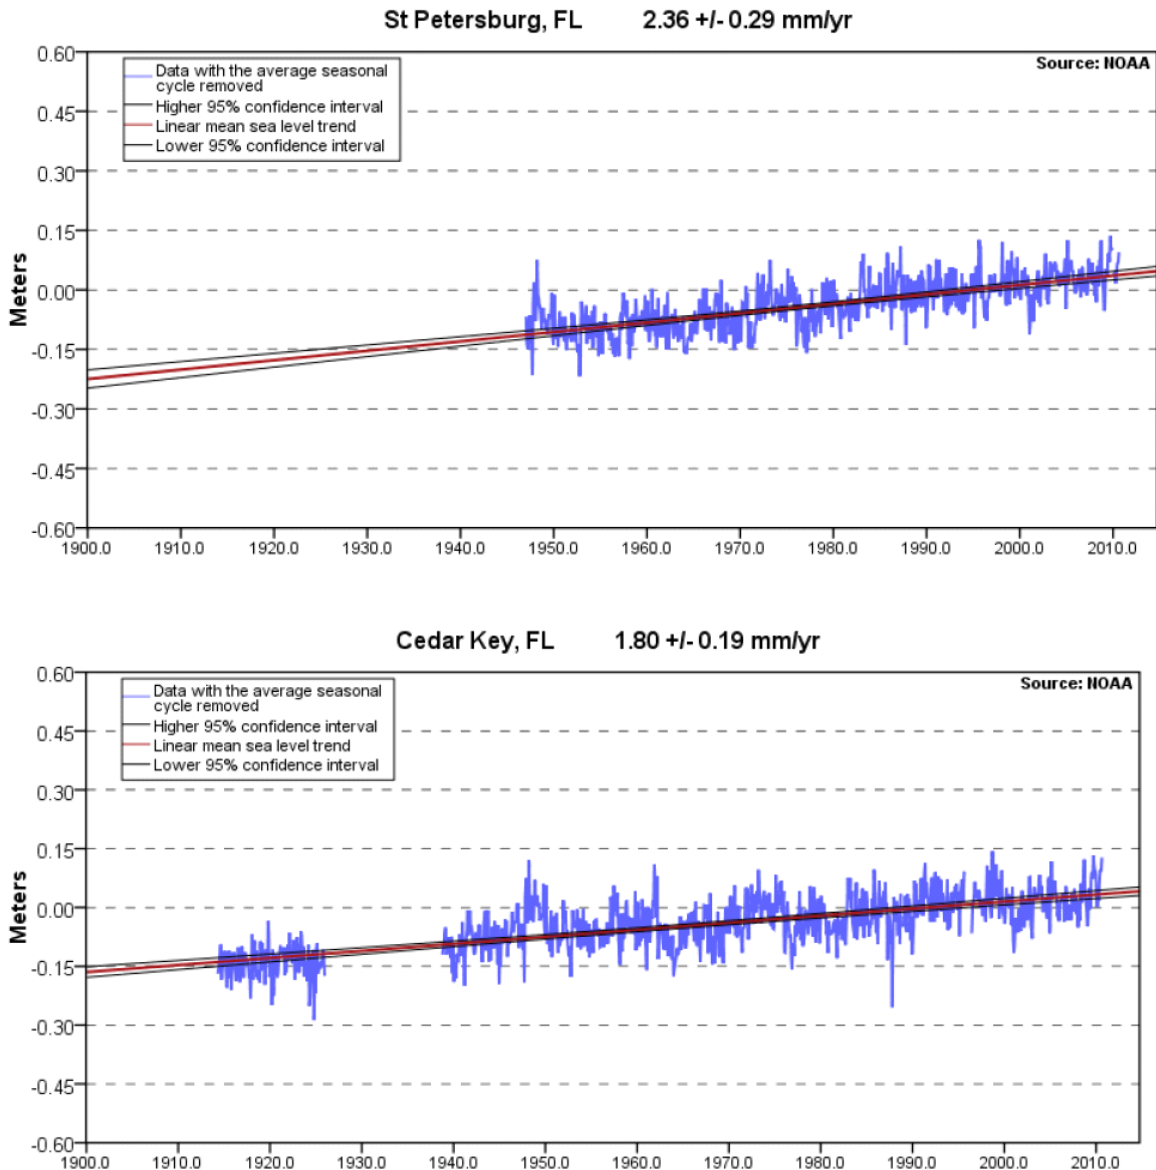 St Petersburg, FL 2.36 +/- 0.29 mm/yr
Source: NOAA
Data with the average seasonal
cycle removed
Higher 95% confidence interval
Linear mean sea level trend
Lower 95% confidence interval
Meters
0.60
0.45
0.30
0.15
0.00
-0.15
-0.30
-0.45
-0.60
1900.0 1910.0 1920.0 1930.0 1940.0 1950.0 1960.0 1970.0 1980.0 1990.0 2000.0 2010.0
Cedar Key, FL 1.80 +/- 0.19 mm/yr
Source: NOAA
Data with the average seasonal
cycle removed
Higher 95% confidence interval
Linear mean sea level trend
Lower 95% confidence interval
Meters
0.60
0.45
0.30
0.15
0.00
-0.15
-0.30
-0.45
-0.60
1900.0 1910.0 1920.0 1930.0 1940.0 1950.0 1960.0 1970.0 1980.0 1990.0 2000.0 2010.0